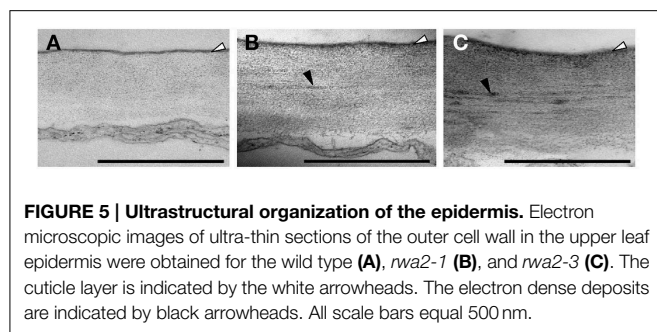 A
B
C
FIGURE 5 | Ultrastructural organization of the epidermis. Electron
microscopic images of ultra-thin sections of the outer cell wall in the upper leaf
epidermis were obtained for the wild type (A), rwa2-1 (B), and rwa2-3 (C). The
cuticle layer is indicated by the white arrowheads. The electron dense deposits
are indicated by black arrowheads. All scale bars equal 500 nm.